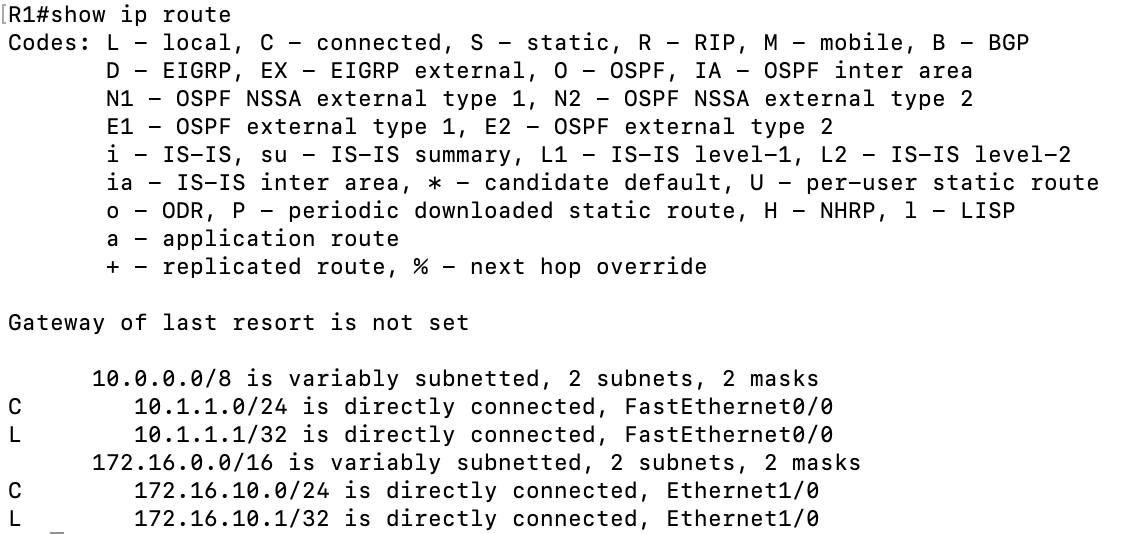 [R1#show ip route
Codes: L – local, C – connected, S – static, R – RIP, M – mobile, B – BGP
D – EIGRP, EX – EIGRP external, O – OSPF, IA – OSPF inter area
N1 – OSPF NSSA external type 1, N2 – OSPF NSSA external type 2
E1 – OSPF external type 1, E2 – OSPF external type 2
i – IS–IS, su – IS–IS summary, L1 – IS–IS level–1, L2 – IS–IS level–2
ia – IS–IS inter area, * – candidate default, U – per–user static route
o – ODR, P – periodic downloaded static route, H – NHRP, l – LISP
a – application route
+ – replicated route, % – next hop override
Gateway of last resort is not set
10.0.0.0/8 is variably subnetted, 2 subnets, 2 masks
C 10.1.1.0/24 is directly connected, FastEthernet0/0
L 10.1.1.1/32 is directly connected, FastEthernet0/0
172.16.0.0/16 is variably subnetted, 2 subnets, 2 masks
C 172.16.10.0/24 is directly connected, Ethernet1/0
L 172.16.10.1/32 is directly connected, Ethernet1/0